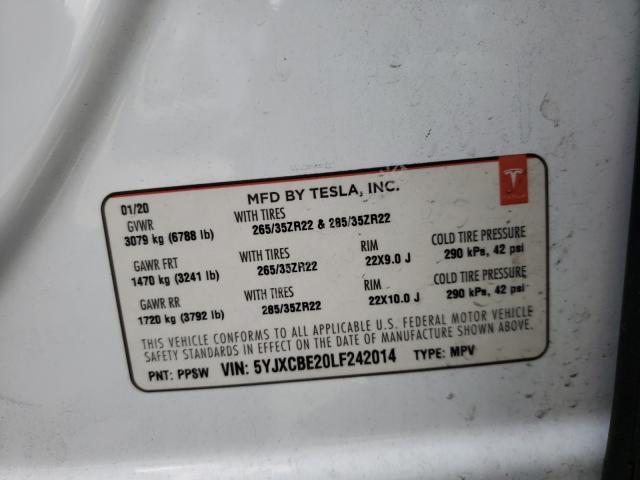 MFD BY TESLA, INC.
01/20
GVWR WITH TIRES
3079 kg (6788 lb) 265/35ZR22 & 285/35ZR22
GAWR FRT WITH TIRES RIM COLD TIRE PRESSURE
1470 kg (3241 lb) 265/35ZR22 22X9.0 J 290 kPs, 42 psi
GAWR RR WITH TIRES RIM COLD TIRE PRESSURE
1720 kg (3792 lb) 285/35ZR22 22X10.0 J 290 kPs, 42 psi
THIS VEHICLE CONFORMS TO ALL APPLICABLE U.S. FEDERAL MOTOR VEHICLE
SAFETY STANDARDS IN EFFECT ON THE DATE OF MANUFACTURE SHOWN ABOVE.
PNT: PPSW VIN: 5YJXCBE20LF242014 TYPE: MPV